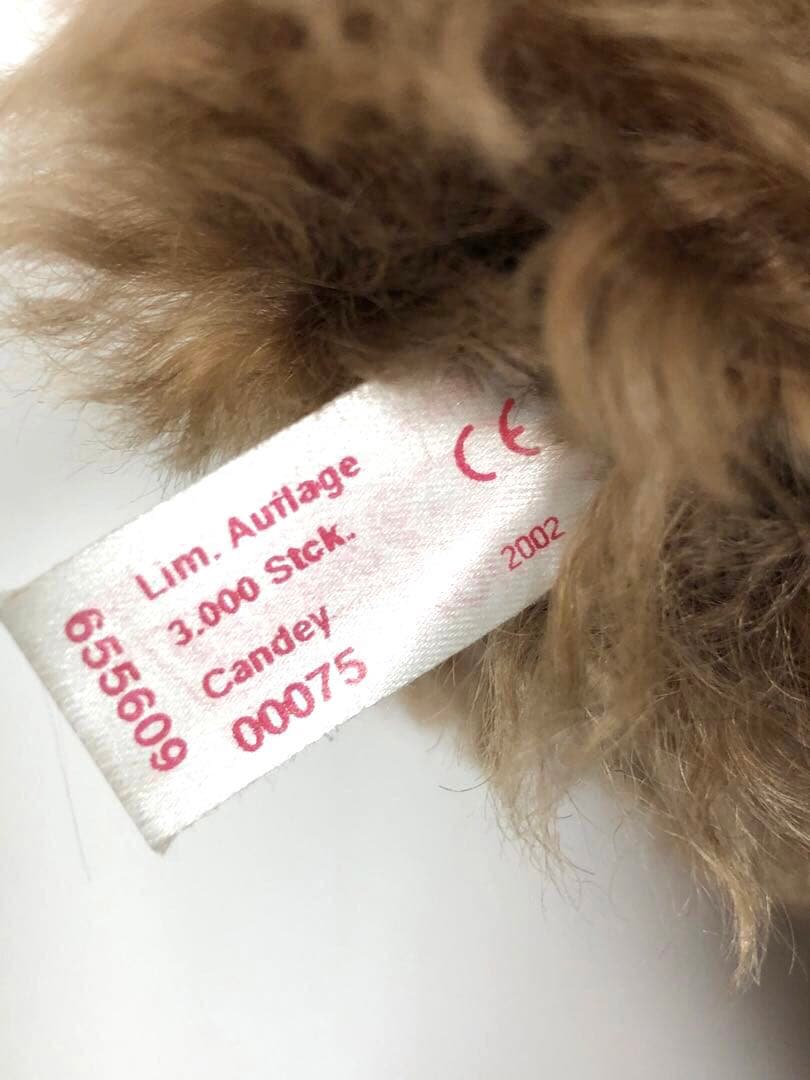 Lim. Auflage
3.000 Stck.
Candey
00075
655609
CE
2002